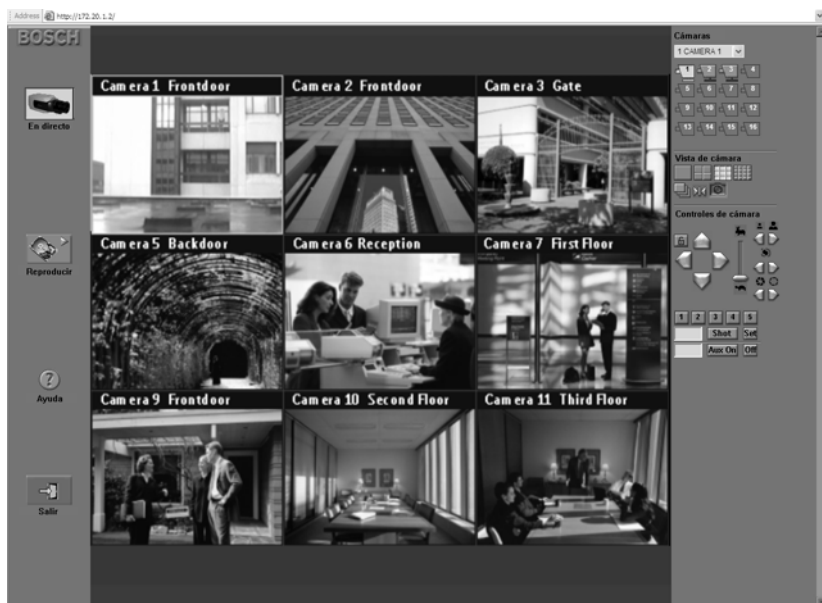 Address http://172.20.1.2/
BOSCH
En directo
Reproducir
Ayuda
Salir
Camera 1 Frontdoor
Camera 2 Frontdoor
Camera 3 Gate
Camera 5 Backdoor
Camera 6 Reception
Camera 7 First Floor
Camera 9 Frontdoor
Camera 10 Second Floor
Camera 11 Third Floor
Cámaras
1 CAMERA 1
1 2 3 4
5 6 7 8
9 10 11 12
13 14 15 16
Vista de cámara
Controles de cámara
1 2 3 4 5
Shot Set
Aux On Off